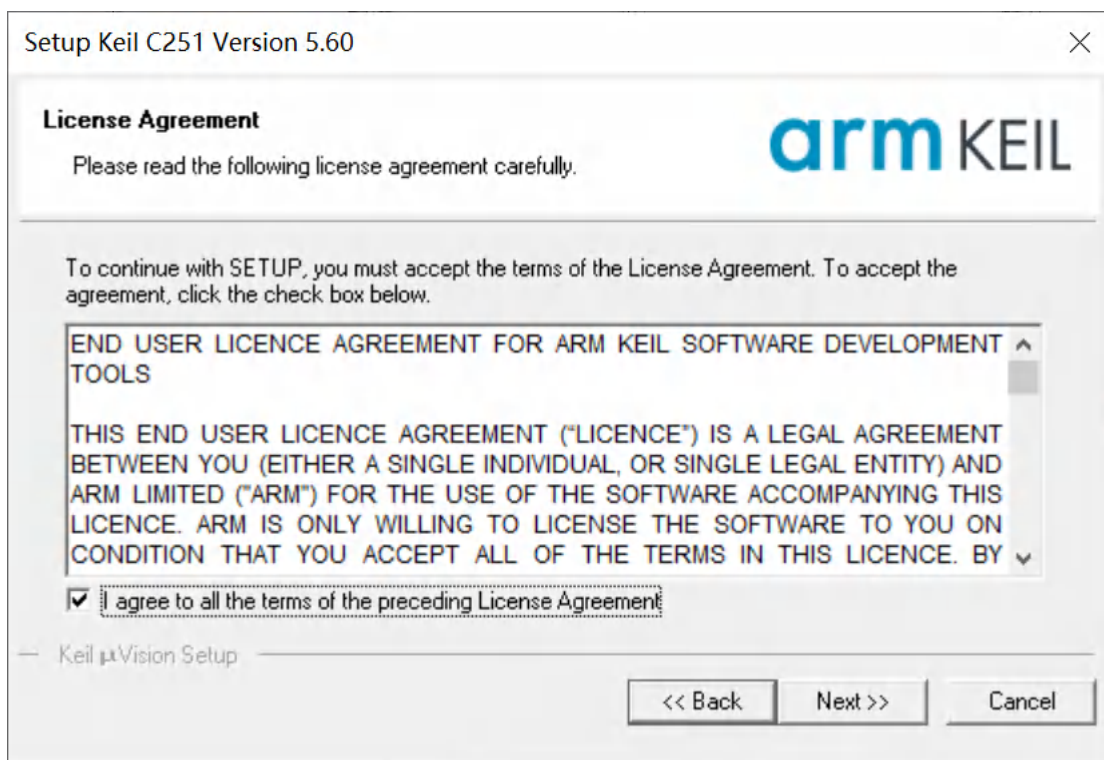 Setup Keil C251 Version 5.60
License Agreement
Please read the following license agreement carefully.
arm KEIL
To continue with SETUP, you must accept the terms of the License Agreement. To accept the
agreement, click the check box below.
END USER LICENCE AGREEMENT FOR ARM KEIL SOFTWARE DEVELOPMENT
TOOLS
THIS END USER LICENCE AGREEMENT (“LICENCE”) IS A LEGAL AGREEMENT
BETWEEN YOU (EITHER A SINGLE INDIVIDUAL, OR SINGLE LEGAL ENTITY) AND
ARM LIMITED ("ARM") FOR THE USE OF THE SOFTWARE ACCOMPANYING THIS
LICENCE. ARM IS ONLY WILLING TO LICENSE THE SOFTWARE TO YOU ON
CONDITION THAT YOU ACCEPT ALL OF THE TERMS IN THIS LICENCE. BY
I agree to all the terms of the preceding License Agreement
Keil µVision Setup
<< Back
Next >>
Cancel